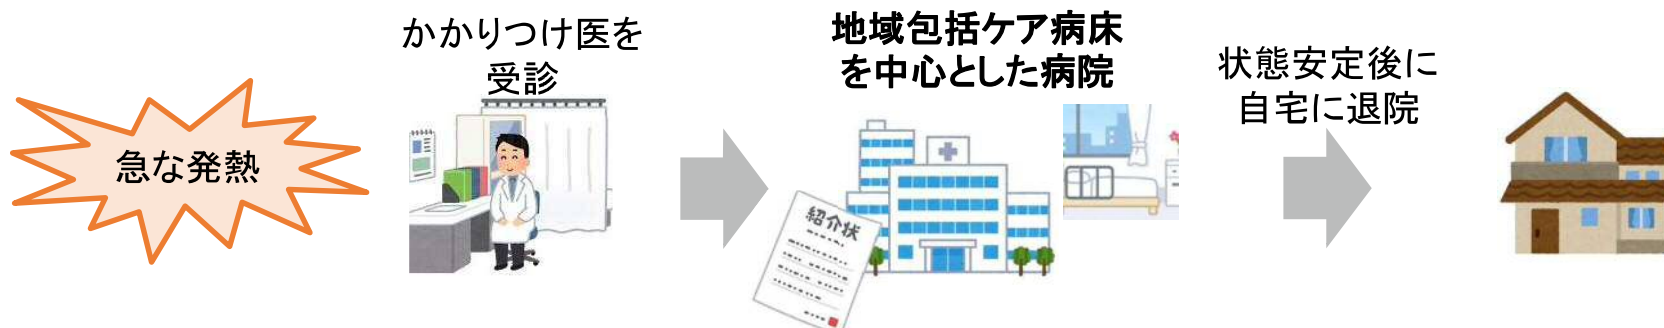 急な発熱
かかりつけ医を
受診
地域包括ケア病床
を中心とした病院
紹介状
状態安定後に
自宅に退院